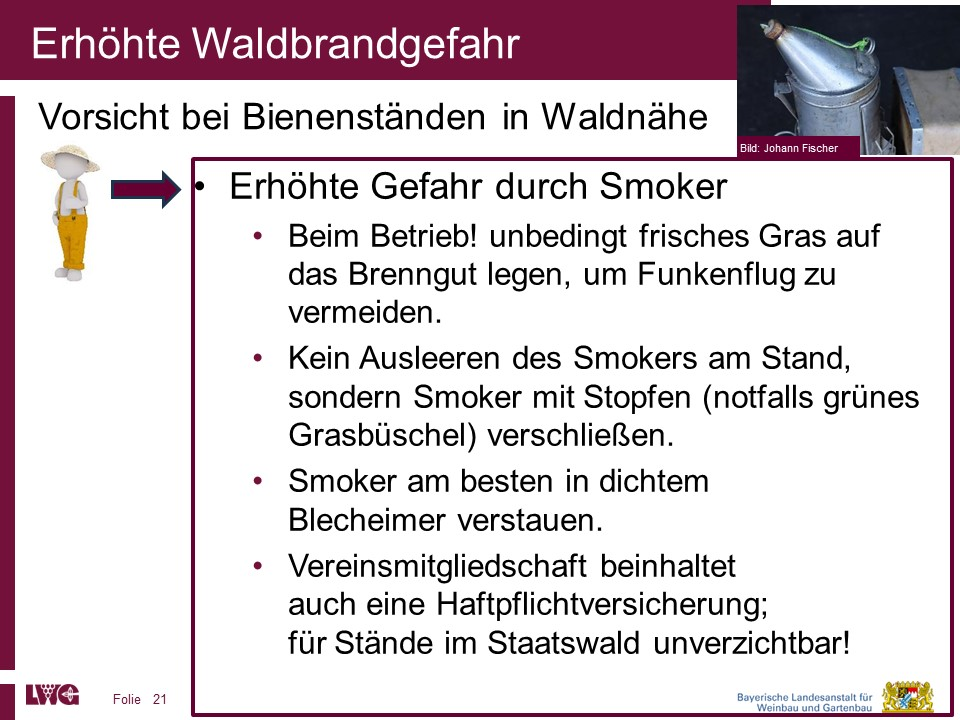 Erhöhte Waldbrandgefahr
Vorsicht bei Bienenständen in Waldnähe
Bild: Johann Fischer
• Erhöhte Gefahr durch Smoker
• Beim Betrieb! unbedingt frisches Gras auf
das Brenngut legen, um Funkenflug zu
vermeiden.
• Kein Ausleeren des Smokers am Stand,
sondern Smoker mit Stopfen (notfalls grünes
Grasbüschel) verschließen.
• Smoker am besten in dichtem
Blecheimer verstauen.
• Vereinsmitgliedschaft beinhaltet
auch eine Haftpflichtversicherung;
für Stände im Staatswald unverzichtbar!
LWG
Folie 21
Bayerische Landesanstalt für
Weinbau und Gartenbau